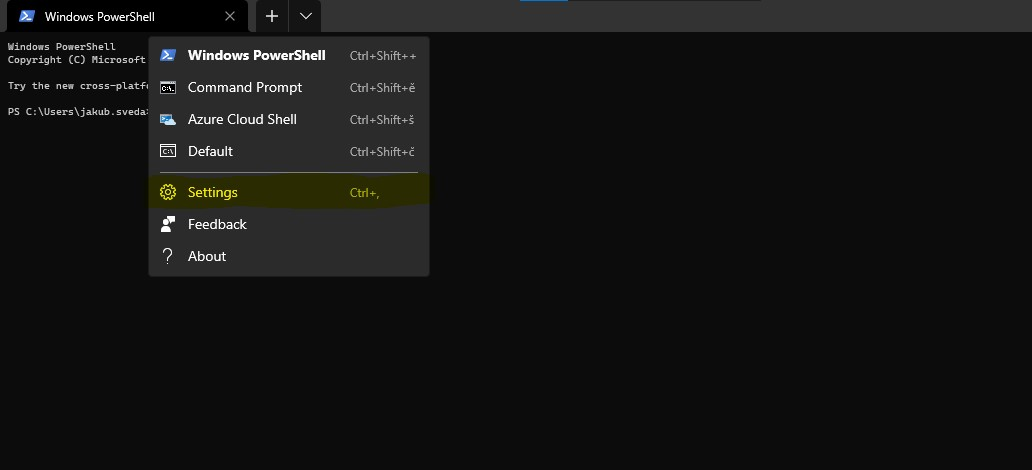 Windows PowerShell
Windows PowerShell
Copyright (C) Microsoft
Try the new cross-platf
PS C:\Users\jakub.sveda>
Windows PowerShell Ctrl+Shift++
Command Prompt Ctrl+Shift+ě
Azure Cloud Shell Ctrl+Shift+š
Default Ctrl+Shift+č
Settings Ctrl+,
Feedback
About